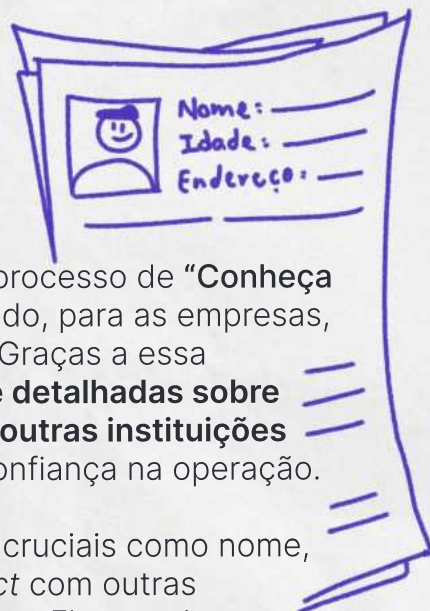 Nome:
Idade:
Endereço:
processo de “Conheça
do, para as empresas,
Graças a essa
e detalhadas sobre
outras instituições
onfiança na operação.
cruciais como nome,
ct com outras